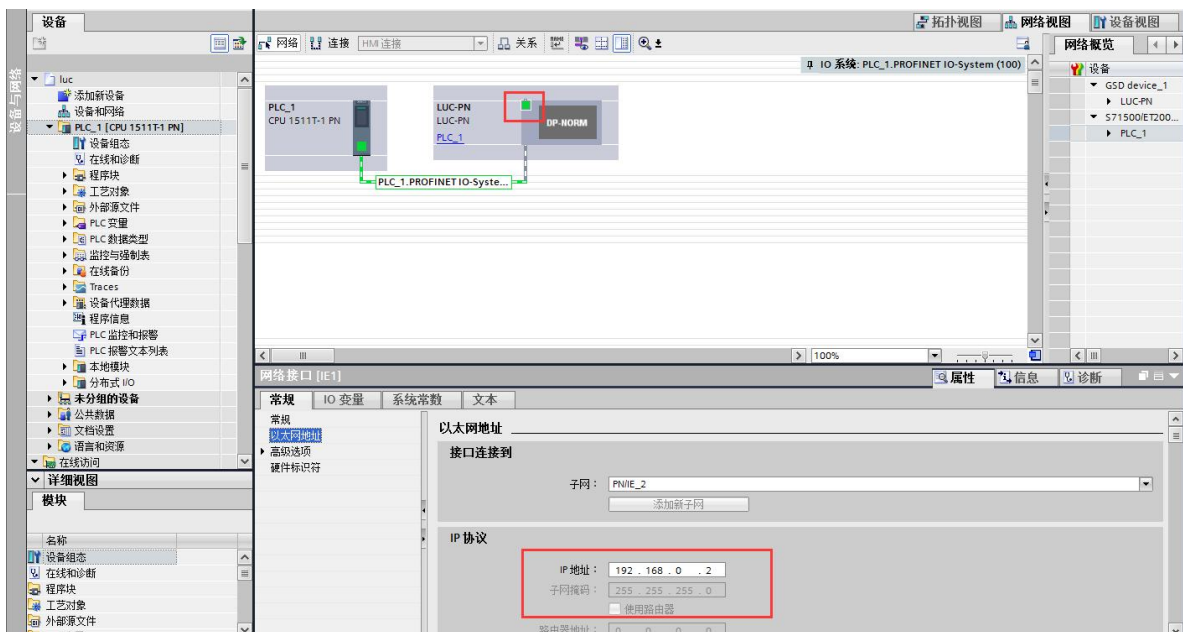 设备
拓扑视图
网络视图
设备视图
网络 连接 HMI连接 关系
网络概览
IO 系统: PLC_1.PROFINET IO-System (100)
设备与网络
luc
添加新设备
设备和网络
PLC_1 [CPU 1511T-1 PN]
设备组态
在线和诊断
程序块
工艺对象
外部源文件
PLC 变量
PLC 数据类型
监控与强制表
在线备份
Traces
设备代理数据
程序信息
PLC 监控和报警
PLC 报警文本列表
本地模块
分布式 I/O
未分组的设备
公共数据
文档设置
语言和资源
在线访问
PLC_1
CPU 1511T-1 PN
LUC-PN
LUC-PN
PLC_1
DP-NORM
PLC_1.PROFINET IO-Syste...
设备
GSD device_1
LUC-PN
S71500/ET200...
PLC_1
100%
详细视图
模块
名称
设备组态
在线和诊断
程序块
工艺对象
外部源文件
网络接口 [IE1]
属性
信息
诊断
常规
IO 变量
系统常数
文本
常规
以太网地址
高级选项
硬件标识符
以太网地址
接口连接到
子网： PN/IE_2
添加新子网
IP 协议
IP 地址： 192 . 168 . 0 . 2
子网掩码： 255 . 255 . 255 . 0
使用路由器
路由器地址： 0 . 0 . 0 . 0